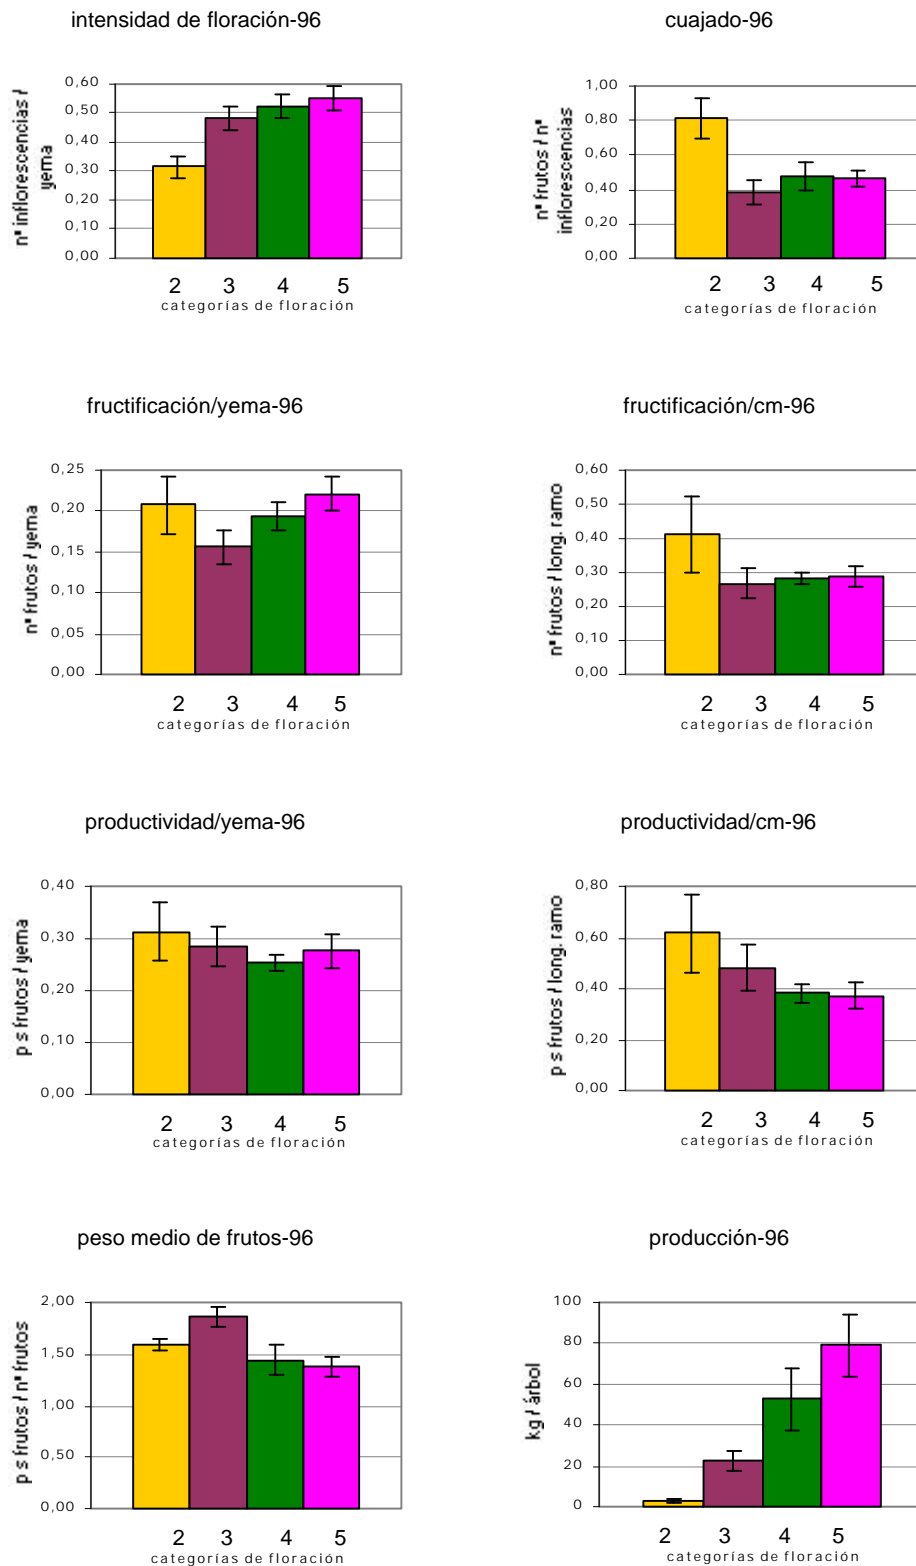 intensidad de floración-96
nº inflorescencias /
yema
0,60
0,50
0,40
0,30
0,20
0,10
0,00
2 3 4 5
categorías de floración
cuajado-96
nº frutos / nº
inflorescencias
1,00
0,80
0,60
0,40
0,20
0,00
2 3 4 5
categorías de floración
fructificación/yema-96
nº frutos / yema
0,25
0,20
0,15
0,10
0,05
0,00
2 3 4 5
categorías de floración
fructificación/cm-96
nº frutos / long. ramo
0,60
0,50
0,40
0,30
0,20
0,10
0,00
2 3 4 5
categorías de floración
productividad/yema-96
p s frutos / yema
0,40
0,30
0,20
0,10
0,00
2 3 4 5
categorías de floración
productividad/cm-96
p s frutos / long. ramo
0,80
0,60
0,40
0,20
0,00
2 3 4 5
categorías de floración
peso medio de frutos-96
p s frutos / nº frutos
2,00
1,50
1,00
0,50
0,00
2 3 4 5
categorías de floración
producción-96
kg / árbol
100
80
60
40
20
0
2 3 4 5
categorías de floración